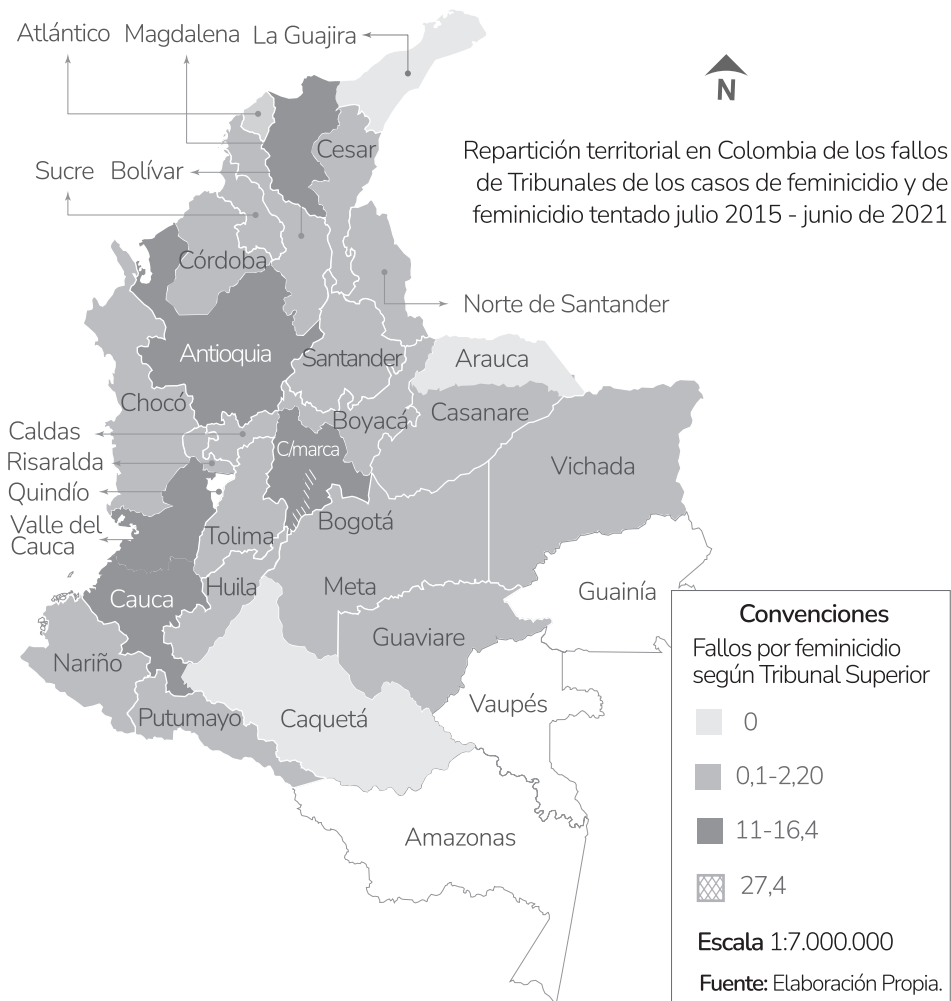 Atlántico Magdalena La Guajira
N
Repartición territorial en Colombia de los fallos
de Tribunales de los casos de feminicidio y de
feminicidio tentado julio 2015 - junio de 2021
Cesar
Sucre Bolívar
Córdoba
Norte de Santander
Antioquia
Santander
Arauca
Chocó
Boyacá
Casanare
Caldas
C/marca
Risaralda
Vichada
Quindío
Valle del
Cauca
Bogotá
Tolima
Huila
Meta
Guainía
Cauca
Guaviare
Nariño
Vaupés
Putumayo
Caquetá
Amazonas
Convenciones
Fallos por feminicidio
según Tribunal Superior
0
0,1-2,20
11-16,4
27,4
Escala 1:7.000.000
Fuente: Elaboración Propia.